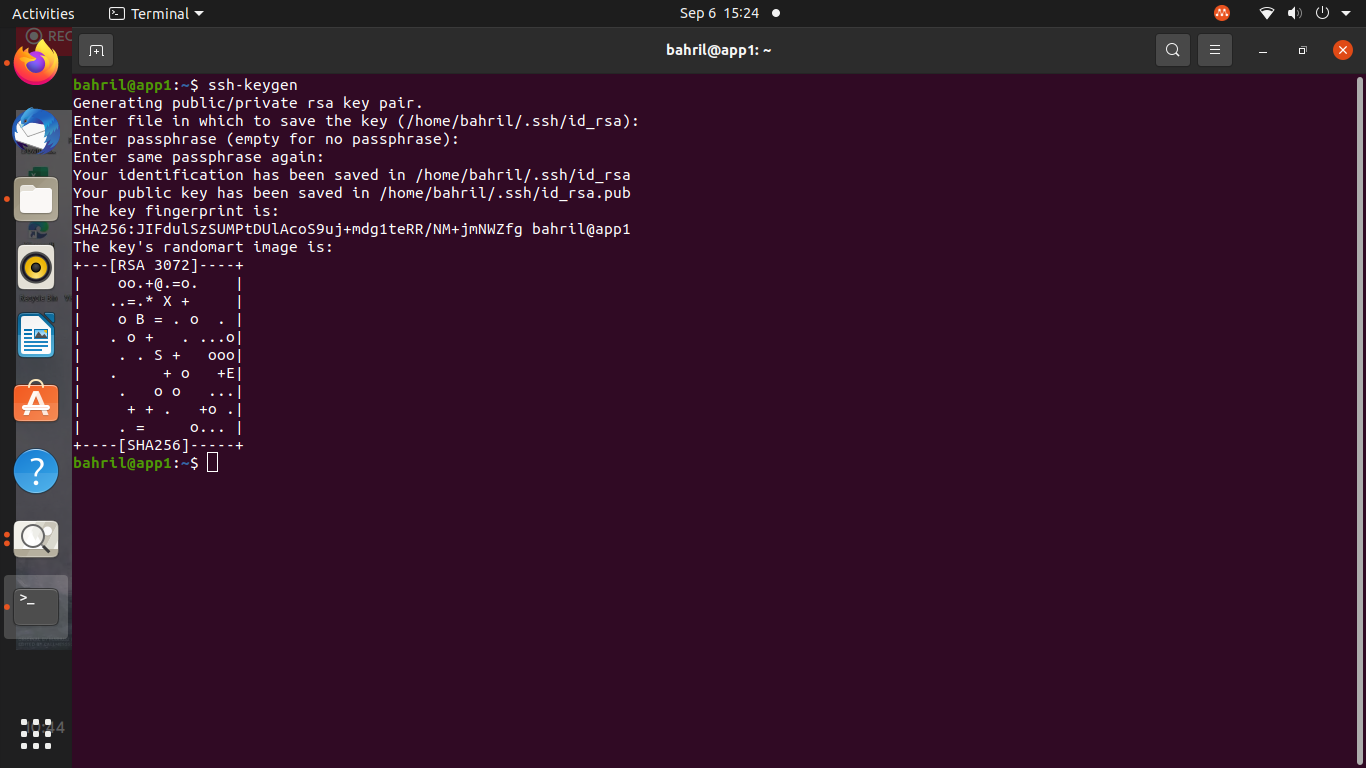 Activities
Terminal
Sep 6 15:24
REC
bahril@app1: ~
bahril@app1:~$ ssh-keygen
Generating public/private rsa key pair.
Enter file in which to save the key (/home/bahril/.ssh/id_rsa):
Enter passphrase (empty for no passphrase):
Enter same passphrase again:
Your identification has been saved in /home/bahril/.ssh/id_rsa
Your public key has been saved in /home/bahril/.ssh/id_rsa.pub
The key fingerprint is:
SHA256:JIFdulSzSUMPtDUlAcoS9uj+mdg1teRR/NM+jmNWZfg bahril@app1
The key's randomart image is:
+---[RSA 3072]----+
|    oo.+@.=o.    |
|   ..=.* X +     |
|    o B = . o  . |
|   . o +   . ...o|
|    . . S +   ooo|
|   .     + o   +E|
|    .   o o   ...|
|     + + .   +o .|
|    . =     o... |
+----[SHA256]-----+
bahril@app1:~$